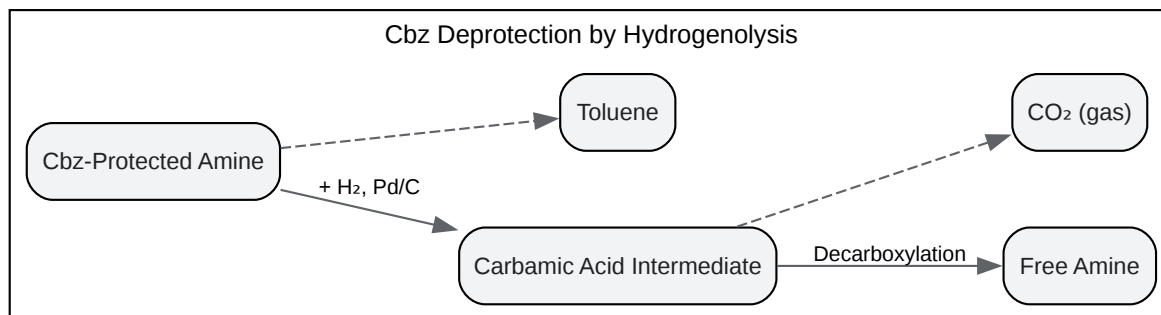 Cbz Deprotection by Hydrogenolysis
Toluene
CO₂ (gas)
Cbz-Protected Amine
+ H₂, Pd/C
Carbamic Acid Intermediate
Decarboxylation
Free Amine